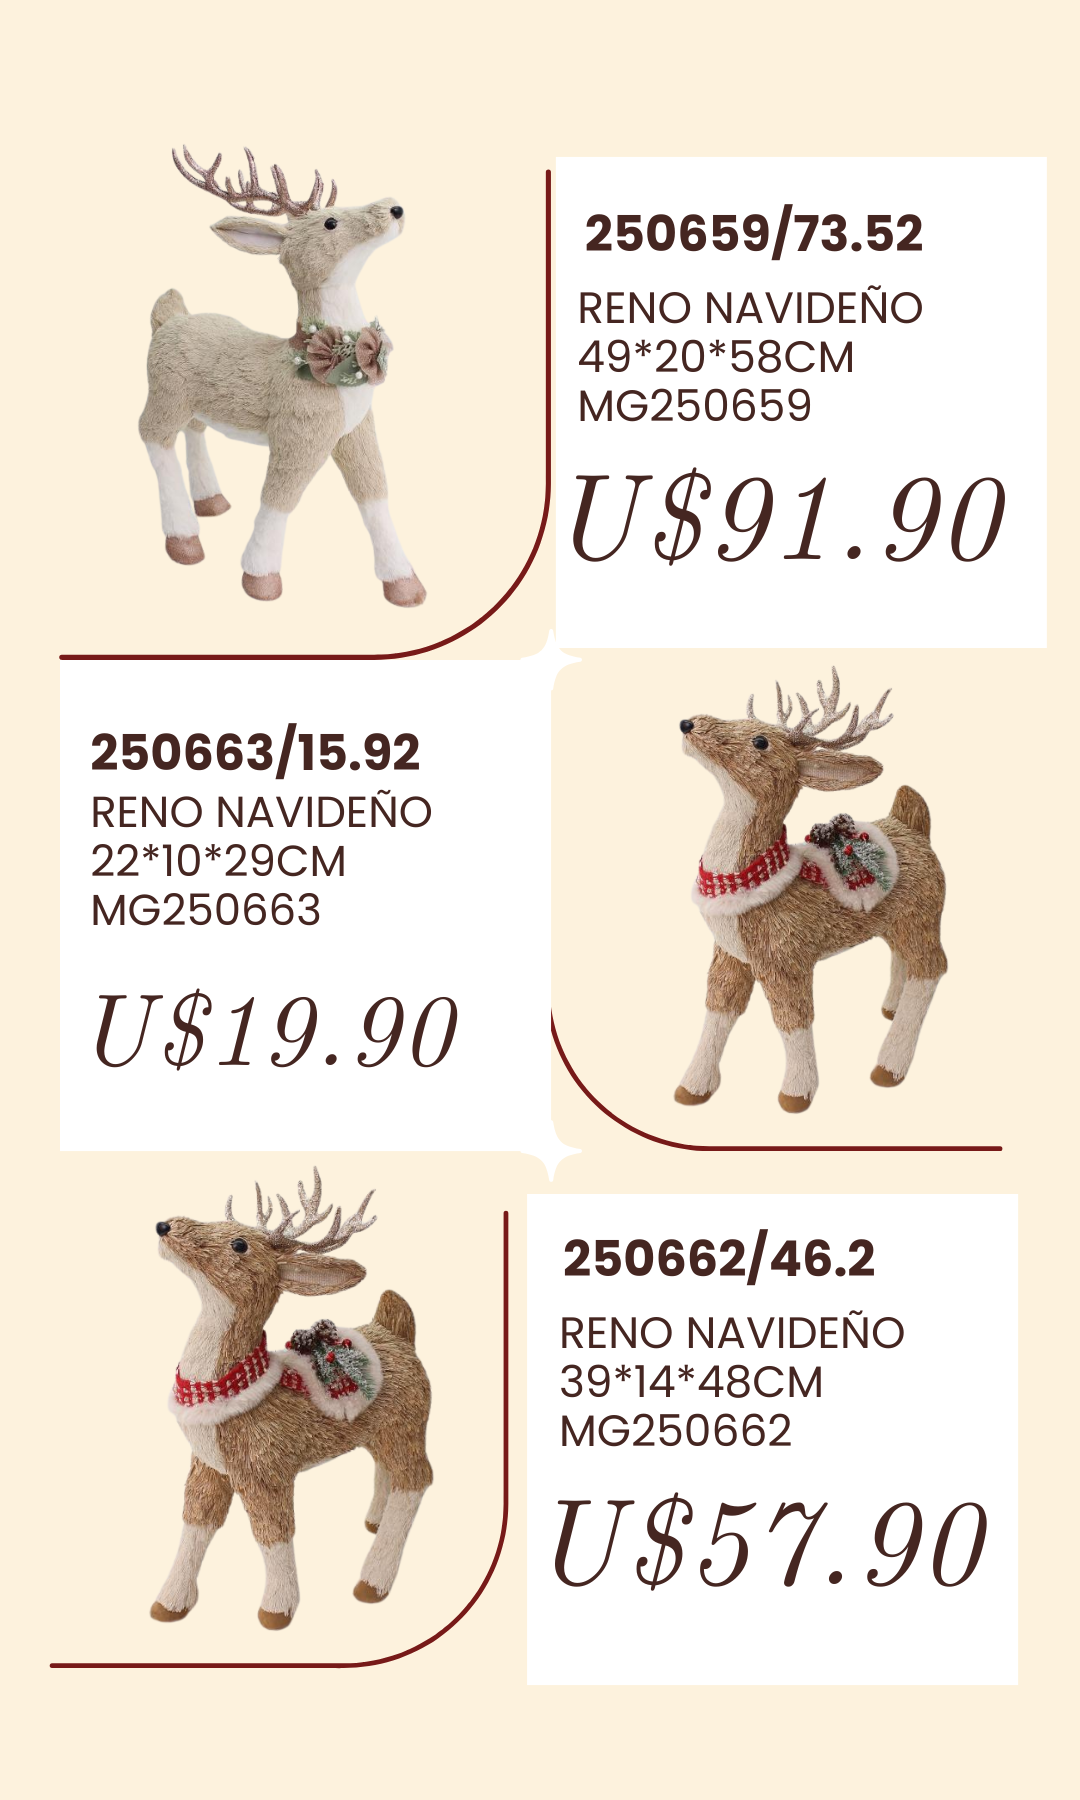 250659/73.52
RENO NAVIDEÑO
49*20*58CM
MG250659
U$91.90
250663/15.92
RENO NAVIDEÑO
22*10*29CM
MG250663
U$19.90
250662/46.2
RENO NAVIDEÑO
39*14*48CM
MG250662
U$57.90